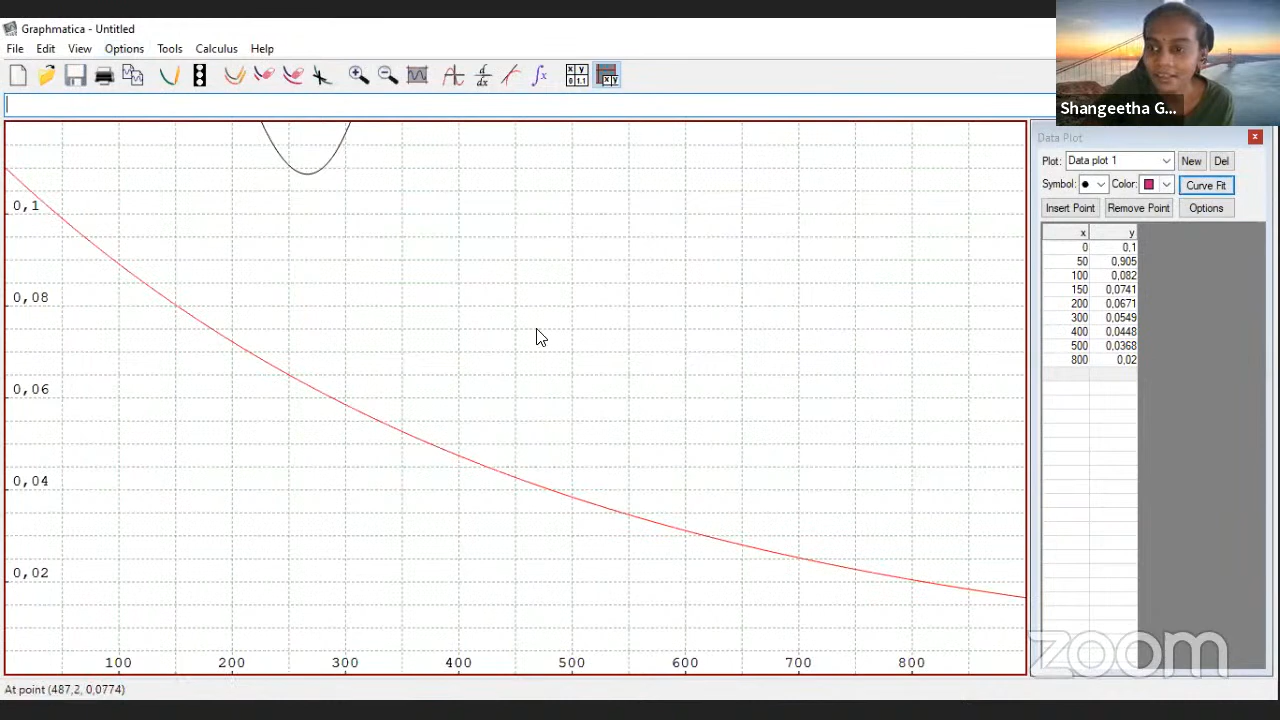 Graphmatica - Untitled
File Edit View Options Tools Calculus Help
Shangeetha G...
Data Plot
Plot: Data plot 1 New Del
Symbol: Color: Curve Fit
Insert Point Remove Point Options
x y
0 0.1
50 0,905
100 0,082
150 0,0741
200 0,0671
300 0,0549
400 0,0448
500 0,0368
800 0,02
0,1
0,08
0,06
0,04
0,02
100 200 300 400 500 600 700 800
zoom
At point (487,2, 0,0774)